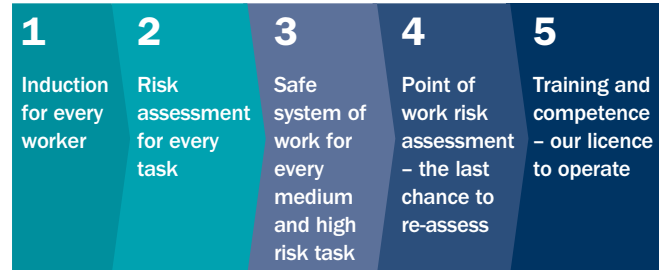 1
Induction
for every
worker
2
Risk
assessment
for every
task
3
Safe
system of
work for
every
medium
and high
risk task
4
Point of
work risk
assessment
– the last
chance to
re-assess
5
Training and
competence
– our licence
to operate